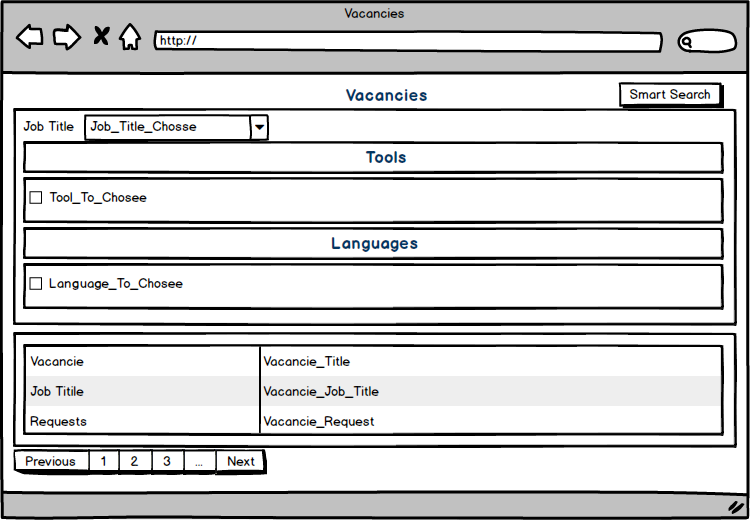 Vacancies
http://
Vacancies
Smart Search
Job Title Job_Title_Chosse
Tools
Tool_To_Chosee
Languages
Language_To_Chosee
Vacancie Vacancie_Title
Job Titile Vacancie_Job_Title
Requests Vacancie_Request
Previous 1 2 3 ... Next